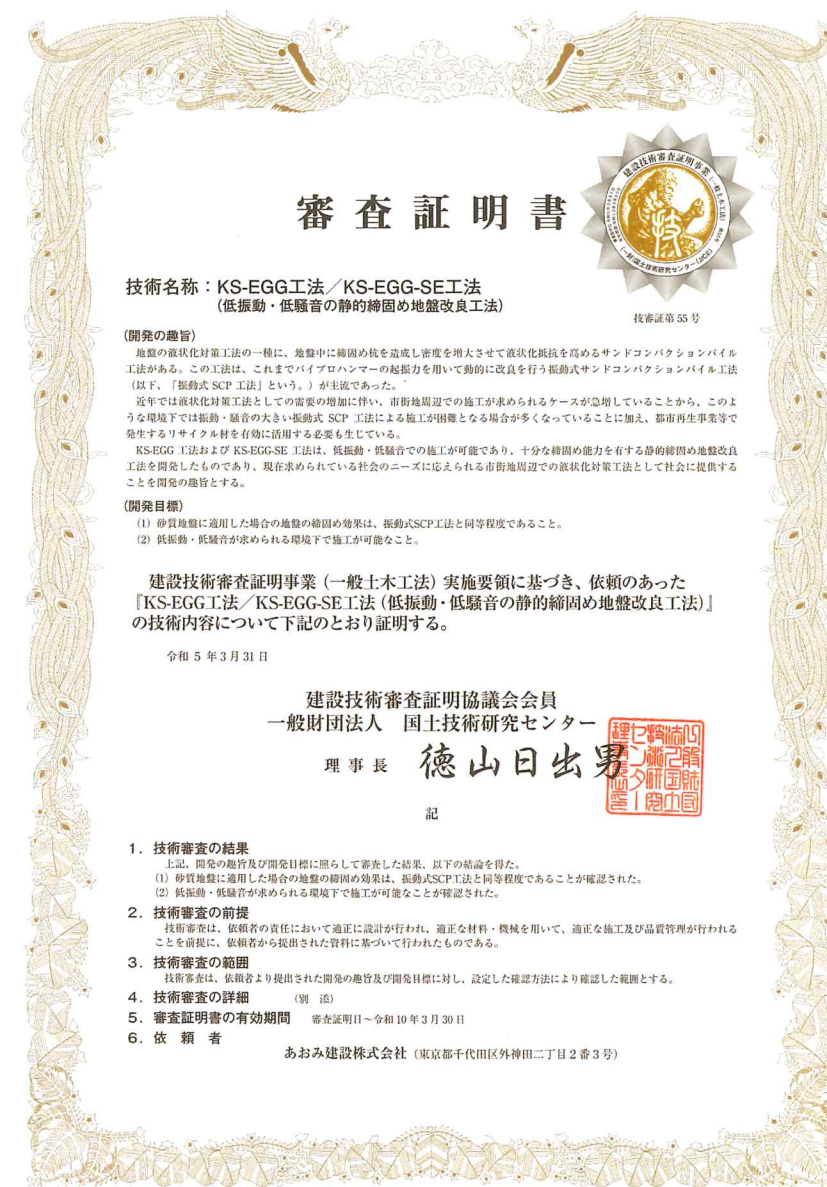 審査証明書
建設技術審査証明事業(一般土木工法)
技
(一財)国土技術研究センター(JICE)
技術名称：KS-EGG工法／KS-EGG-SE工法
(低振動・低騒音の静的締固め地盤改良工法)
技審証第 55 号
(開発の趣旨)
地盤の液状化対策工法の一種に、地盤中に締固め杭を造成し密度を増大させて液状化抵抗を高めるサンドコンパクションパイル
工法がある。この工法は、これまでバイブロハンマーの起振力を用いて動的に改良を行う振動式サンドコンパクションパイル工法
（以下、「振動式 SCP 工法」という。）が主流であった。
近年では液状化対策工法としての需要の増加に伴い、市街地周辺での施工が求められるケースが急増していることから、このよ
うな環境下では振動・騒音の大きい振動式 SCP 工法による施工が困難となる場合が多くなっていることに加え、都市再生事業等で
発生するリサイクル材を有効に活用する必要も生じている。
KS-EGG 工法および KS-EGG-SE 工法は、低振動・低騒音での施工が可能であり、十分な締固め能力を有する静的締固め地盤改良
工法を開発したものであり、現在求められている社会のニーズに応えられる市街地周辺での液状化対策工法として社会に提供する
ことを開発の趣旨とする。
(開発目標)
(1) 砂質地盤に適用した場合の地盤の締固め効果は、振動式SCP工法と同等程度であること。
(2) 低振動・低騒音が求められる環境下で施工が可能なこと。
建設技術審査証明事業（一般土木工法）実施要領に基づき、依頼のあった
『KS-EGG工法／KS-EGG-SE工法（低振動・低騒音の静的締固め地盤改良工法）』
の技術内容について下記のとおり証明する。
令和 5 年 3 月 31 日
建設技術審査証明協議会会員
一般財団法人　国土技術研究センター
理事長　徳山日出男
記
1．技術審査の結果
上記、開発の趣旨及び開発目標に照らして審査した結果、以下の結論を得た。
(1) 砂質地盤に適用した場合の地盤の締固め効果は、振動式SCP工法と同等程度であることが確認された。
(2) 低振動・低騒音が求められる環境下で施工が可能なことが確認された。
2．技術審査の前提
技術審査は、依頼者の責任において適正に設計が行われ、適正な材料・機械を用いて、適正な施工及び品質管理が行われる
ことを前提に、依頼者から提出された資料に基づいて行われたものである。
3．技術審査の範囲
技術審査は、依頼者より提出された開発の趣旨及び開発目標に対し、設定した確認方法により確認した範囲とする。
4．技術審査の詳細　（別　添）
5．審査証明書の有効期間　審査証明日～令和 10 年 3 月 30 日
6．依　頼　者
あおみ建設株式会社（東京都千代田区外神田二丁目 2 番 3 号）